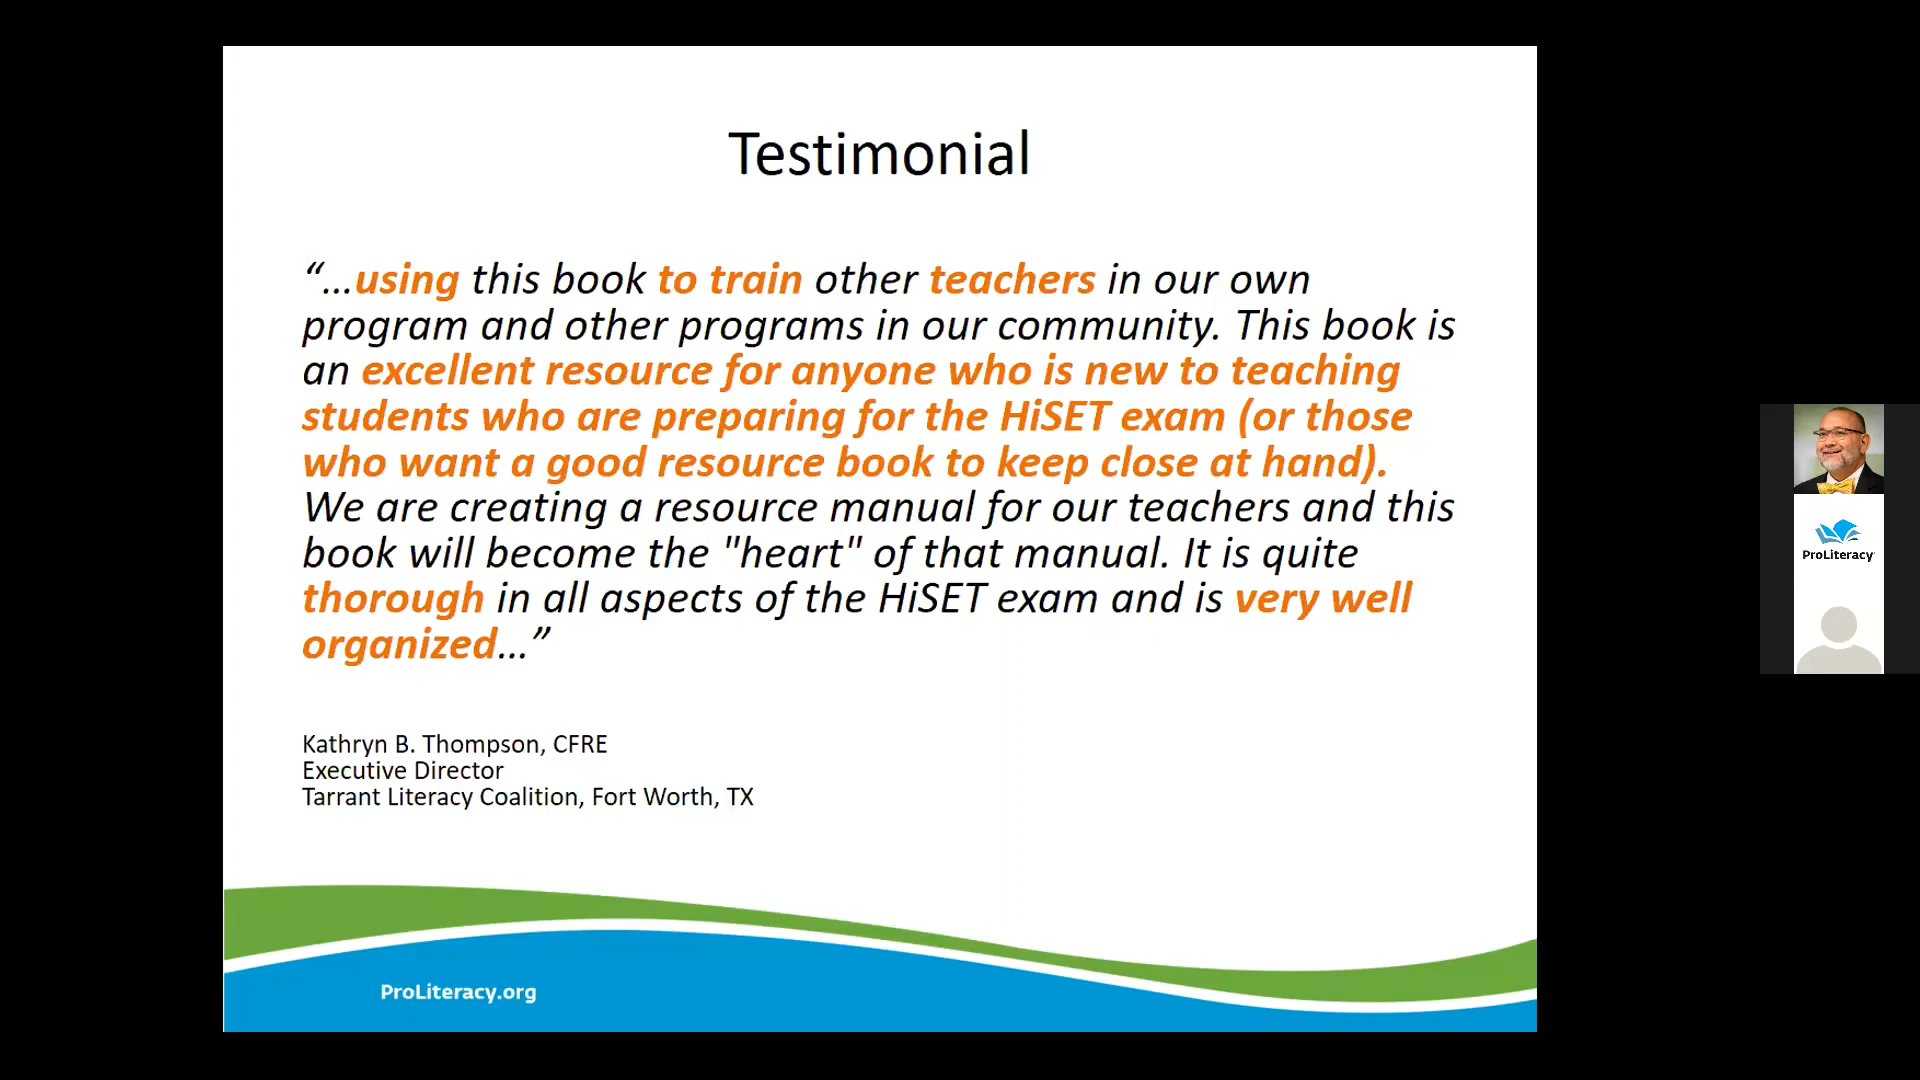 Testimonial
“…using this book to train other teachers in our own
program and other programs in our community. This book is
an excellent resource for anyone who is new to teaching
students who are preparing for the HiSET exam (or those
who want a good resource book to keep close at hand).
We are creating a resource manual for our teachers and this
book will become the "heart" of that manual. It is quite
thorough in all aspects of the HiSET exam and is very well
organized…”
Kathryn B. Thompson, CFRE
Executive Director
Tarrant Literacy Coalition, Fort Worth, TX
ProLiteracy.org
ProLiteracy